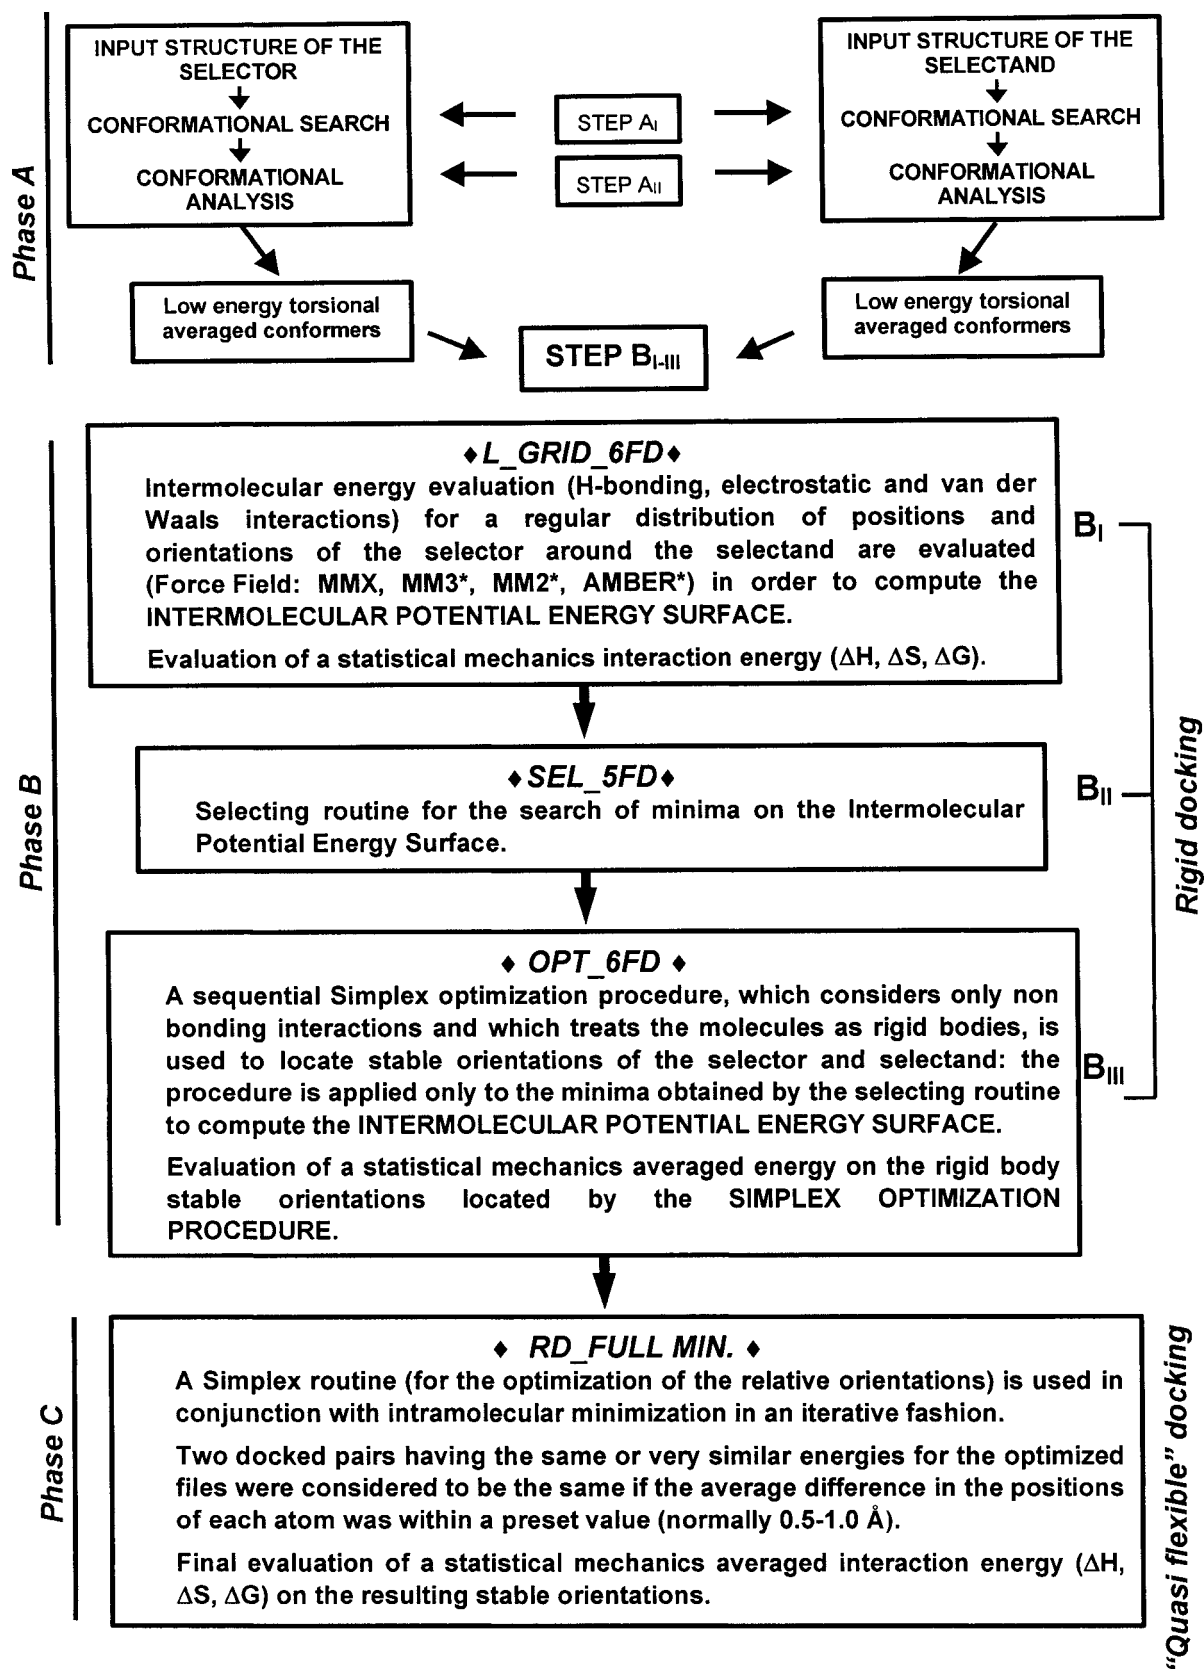 Phase A
INPUT STRUCTURE OF THE
SELECTOR
CONFORMATIONAL SEARCH
CONFORMATIONAL
ANALYSIS
STEP AI
STEP AII
INPUT STRUCTURE OF THE
SELECTAND
CONFORMATIONAL SEARCH
CONFORMATIONAL
ANALYSIS
Low energy torsional
averaged conformers
Low energy torsional
averaged conformers
STEP BI-III
Phase B
♦L_GRID_6FD♦
Intermolecular energy evaluation (H-bonding, electrostatic and van der
Waals interactions) for a regular distribution of positions and
orientations of the selector around the selectand are evaluated
(Force Field: MMX, MM3*, MM2*, AMBER*) in order to compute the
INTERMOLECULAR POTENTIAL ENERGY SURFACE.
Evaluation of a statistical mechanics interaction energy (ΔH, ΔS, ΔG).
BI
♦SEL_5FD♦
Selecting routine for the search of minima on the Intermolecular
Potential Energy Surface.
BII
Rigid docking
♦ OPT_6FD ♦
A sequential Simplex optimization procedure, which considers only non
bonding interactions and which treats the molecules as rigid bodies, is
used to locate stable orientations of the selector and selectand: the
procedure is applied only to the minima obtained by the selecting routine
to compute the INTERMOLECULAR POTENTIAL ENERGY SURFACE.
Evaluation of a statistical mechanics averaged energy on the rigid body
stable orientations located by the SIMPLEX OPTIMIZATION
PROCEDURE.
BIII
Phase C
♦ RD_FULL MIN. ♦
A Simplex routine (for the optimization of the relative orientations) is used in
conjunction with intramolecular minimization in an iterative fashion.
Two docked pairs having the same or very similar energies for the optimized
files were considered to be the same if the average difference in the positions
of each atom was within a preset value (normally 0.5-1.0 Å).
Final evaluation of a statistical mechanics averaged interaction energy (ΔH,
ΔS, ΔG) on the resulting stable orientations.
"Quasi flexible" docking